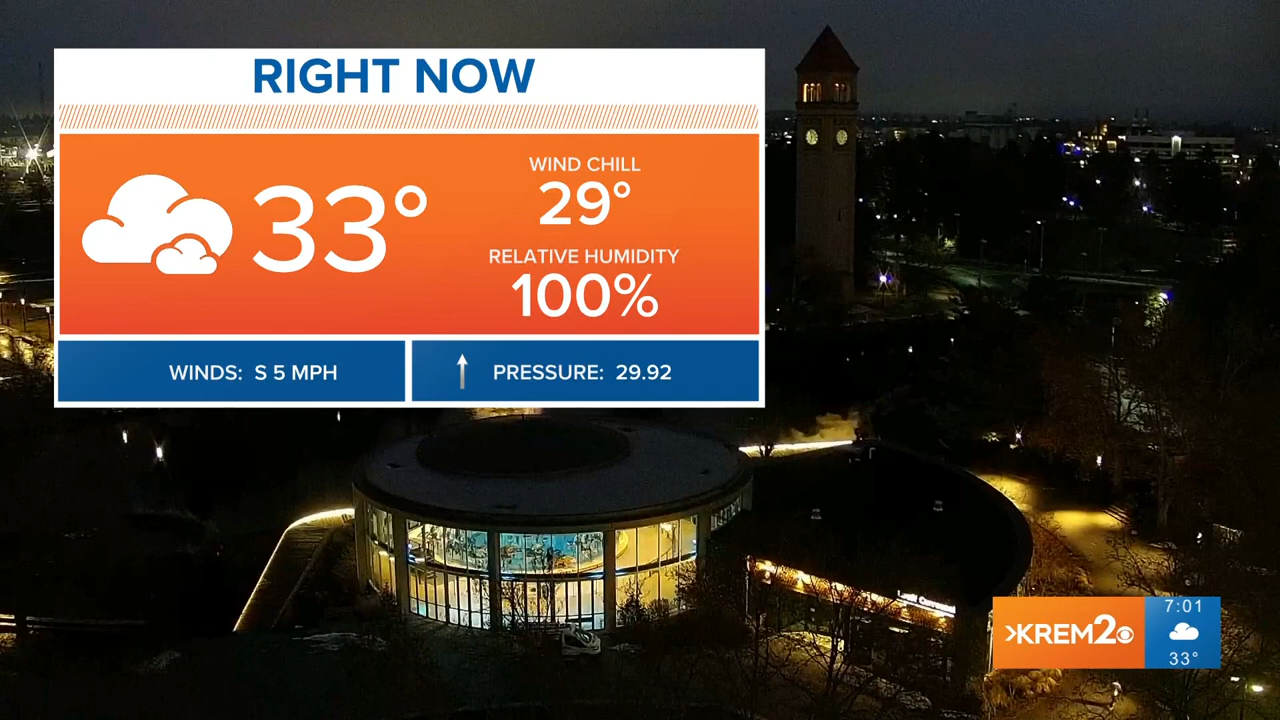 RIGHT NOW
33°
WIND CHILL
29°
RELATIVE HUMIDITY
100%
WINDS: S 5 MPH
PRESSURE: 29.92
KREM2
7:01
33°